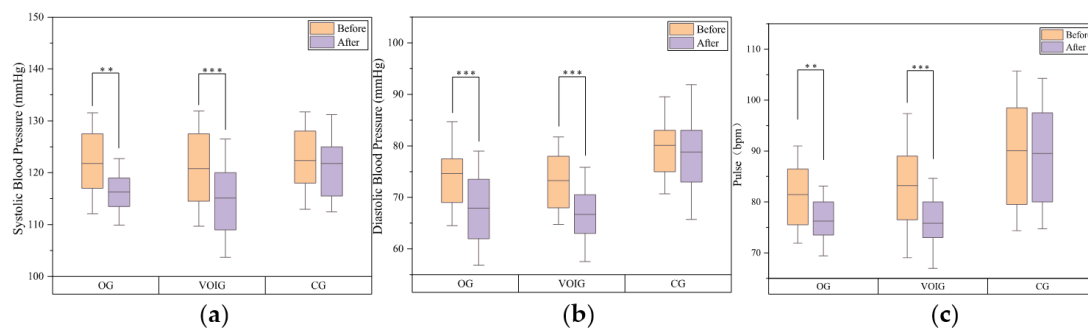 Systolic Blood Pressure (mmHg)
150
140
130
120
110
100
Before
After
**
***
OG
VOIG
CG
(a)
Diastolic Blood Pressure (mmHg)
100
90
80
70
60
Before
After
***
***
OG
VOIG
CG
(b)
Pulse（bpm）
110
100
90
80
70
Before
After
**
***
OG
VOIG
CG
(c)